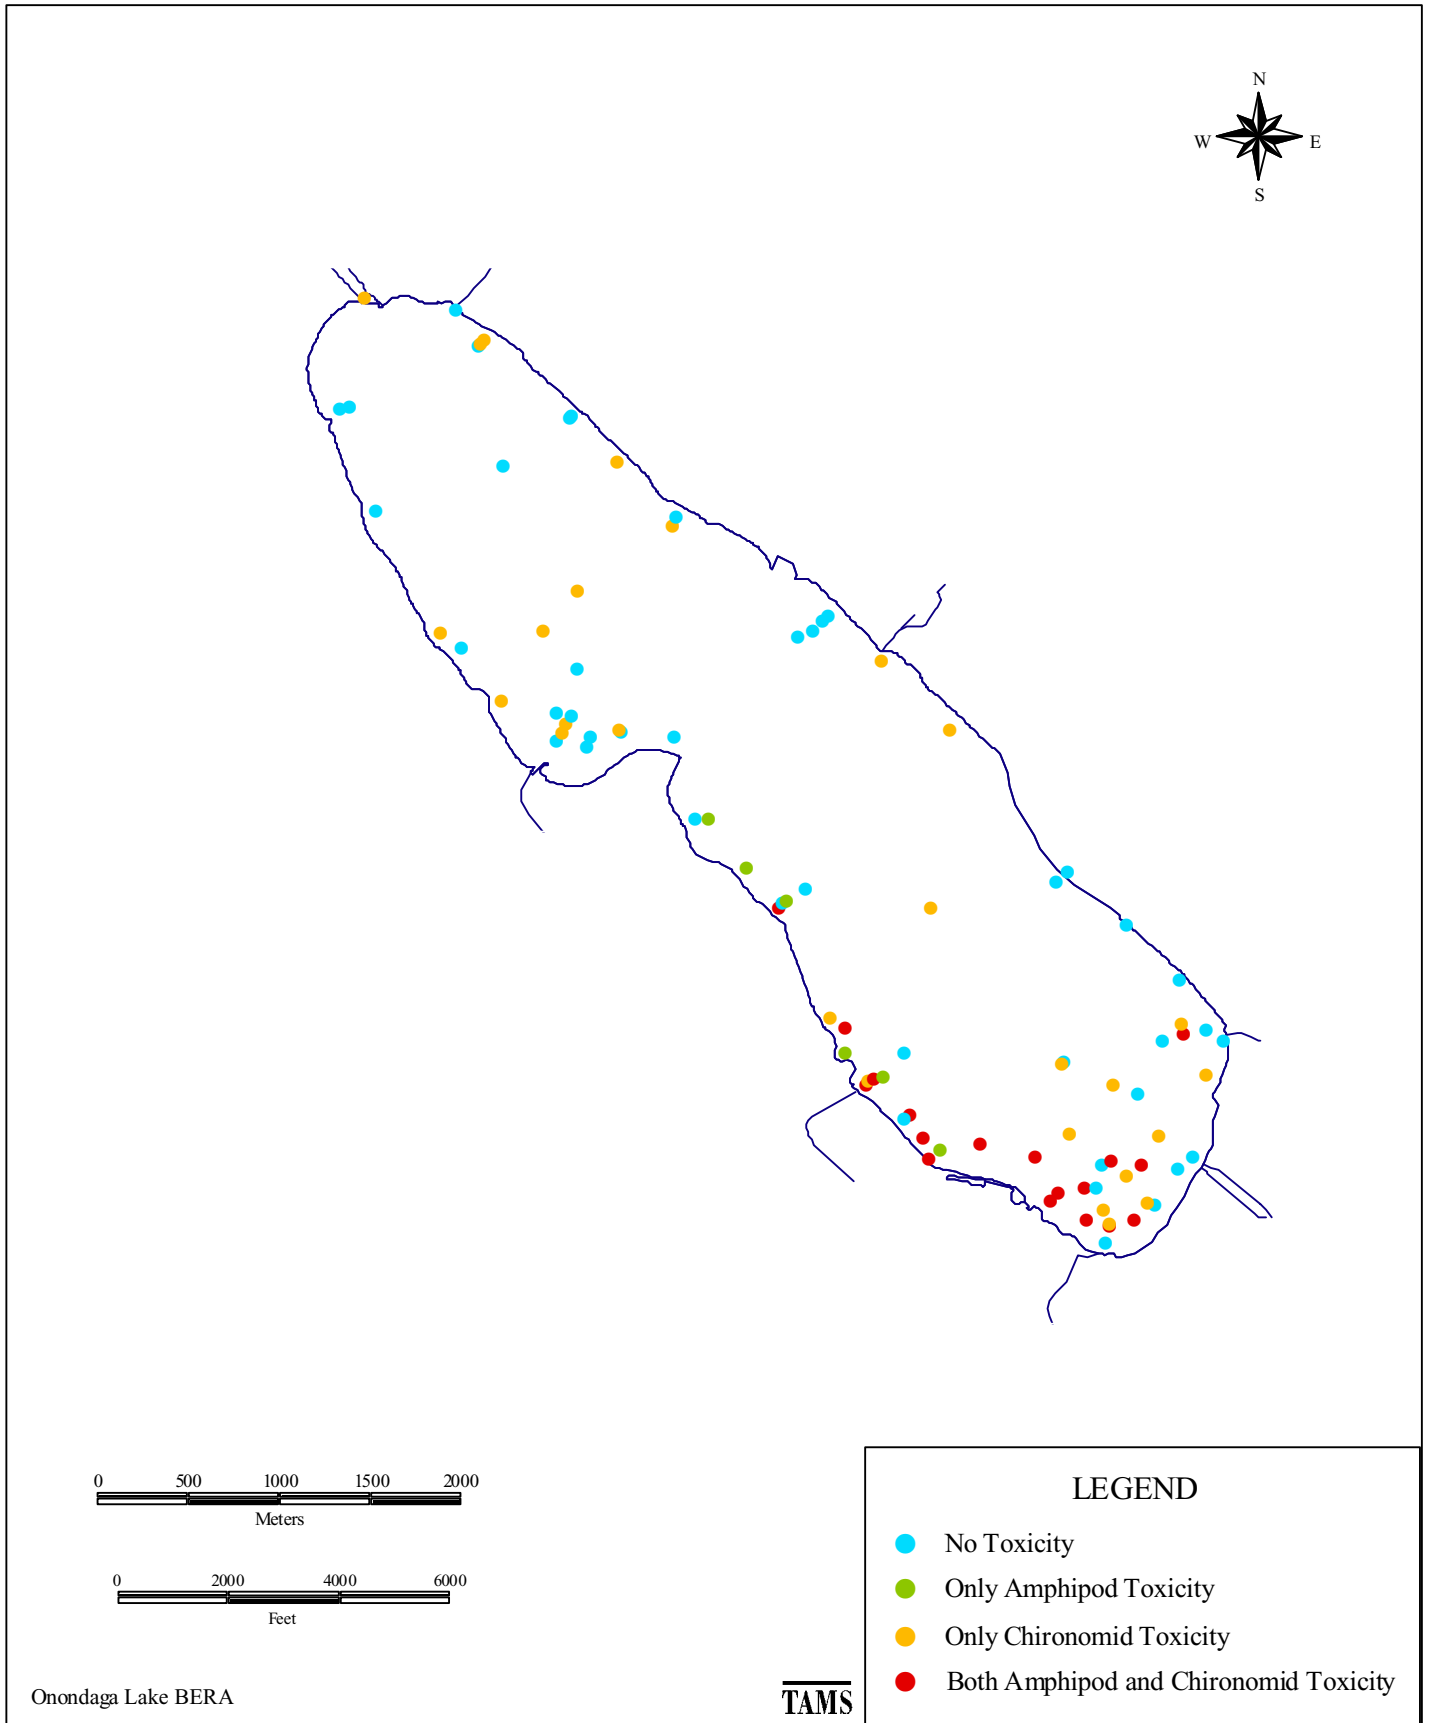 N
W E
S
0 500 1000 1500 2000
Meters
0 2000 4000 6000
Feet
Onondaga Lake BERA
TAMS
LEGEND
No Toxicity
Only Amphipod Toxicity
Only Chironomid Toxicity
Both Amphipod and Chironomid Toxicity